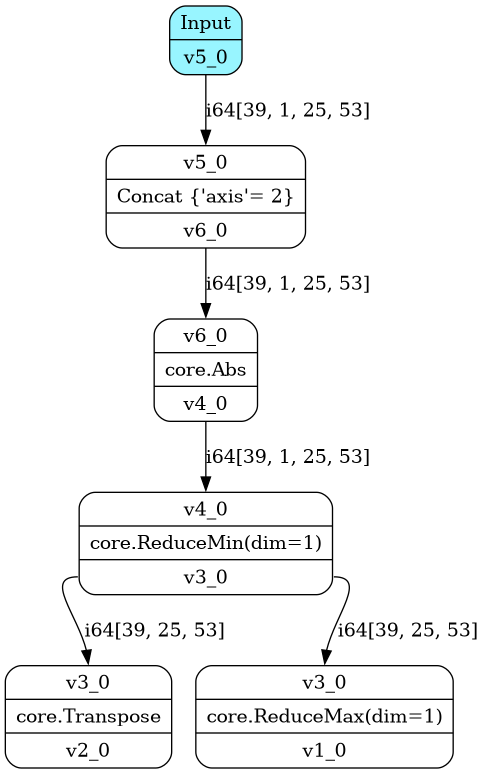 Input
v5_0
i64[39, 1, 25, 53]
v5_0
Concat {'axis'= 2}
v6_0
i64[39, 1, 25, 53]
v6_0
core.Abs
v4_0
i64[39, 1, 25, 53]
v4_0
core.ReduceMin(dim=1)
v3_0
i64[39, 25, 53]
i64[39, 25, 53]
v3_0
core.Transpose
v2_0
v3_0
core.ReduceMax(dim=1)
v1_0